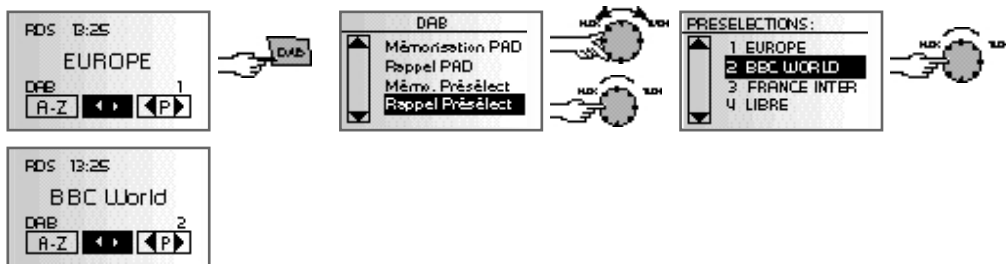 RDS 13:25
EUROPE
DAB 1
A-Z P
DAB
DAB
Mémorisation PAD
Rappel PAD
Mémo. Présélect
Rappel Présélect
PRESELECTIONS:
1 EUROPE
2 BBC WORLD
3 FRANCE INTER
4 LIBRE
RDS 13:25
BBC World
DAB 2
A-Z P